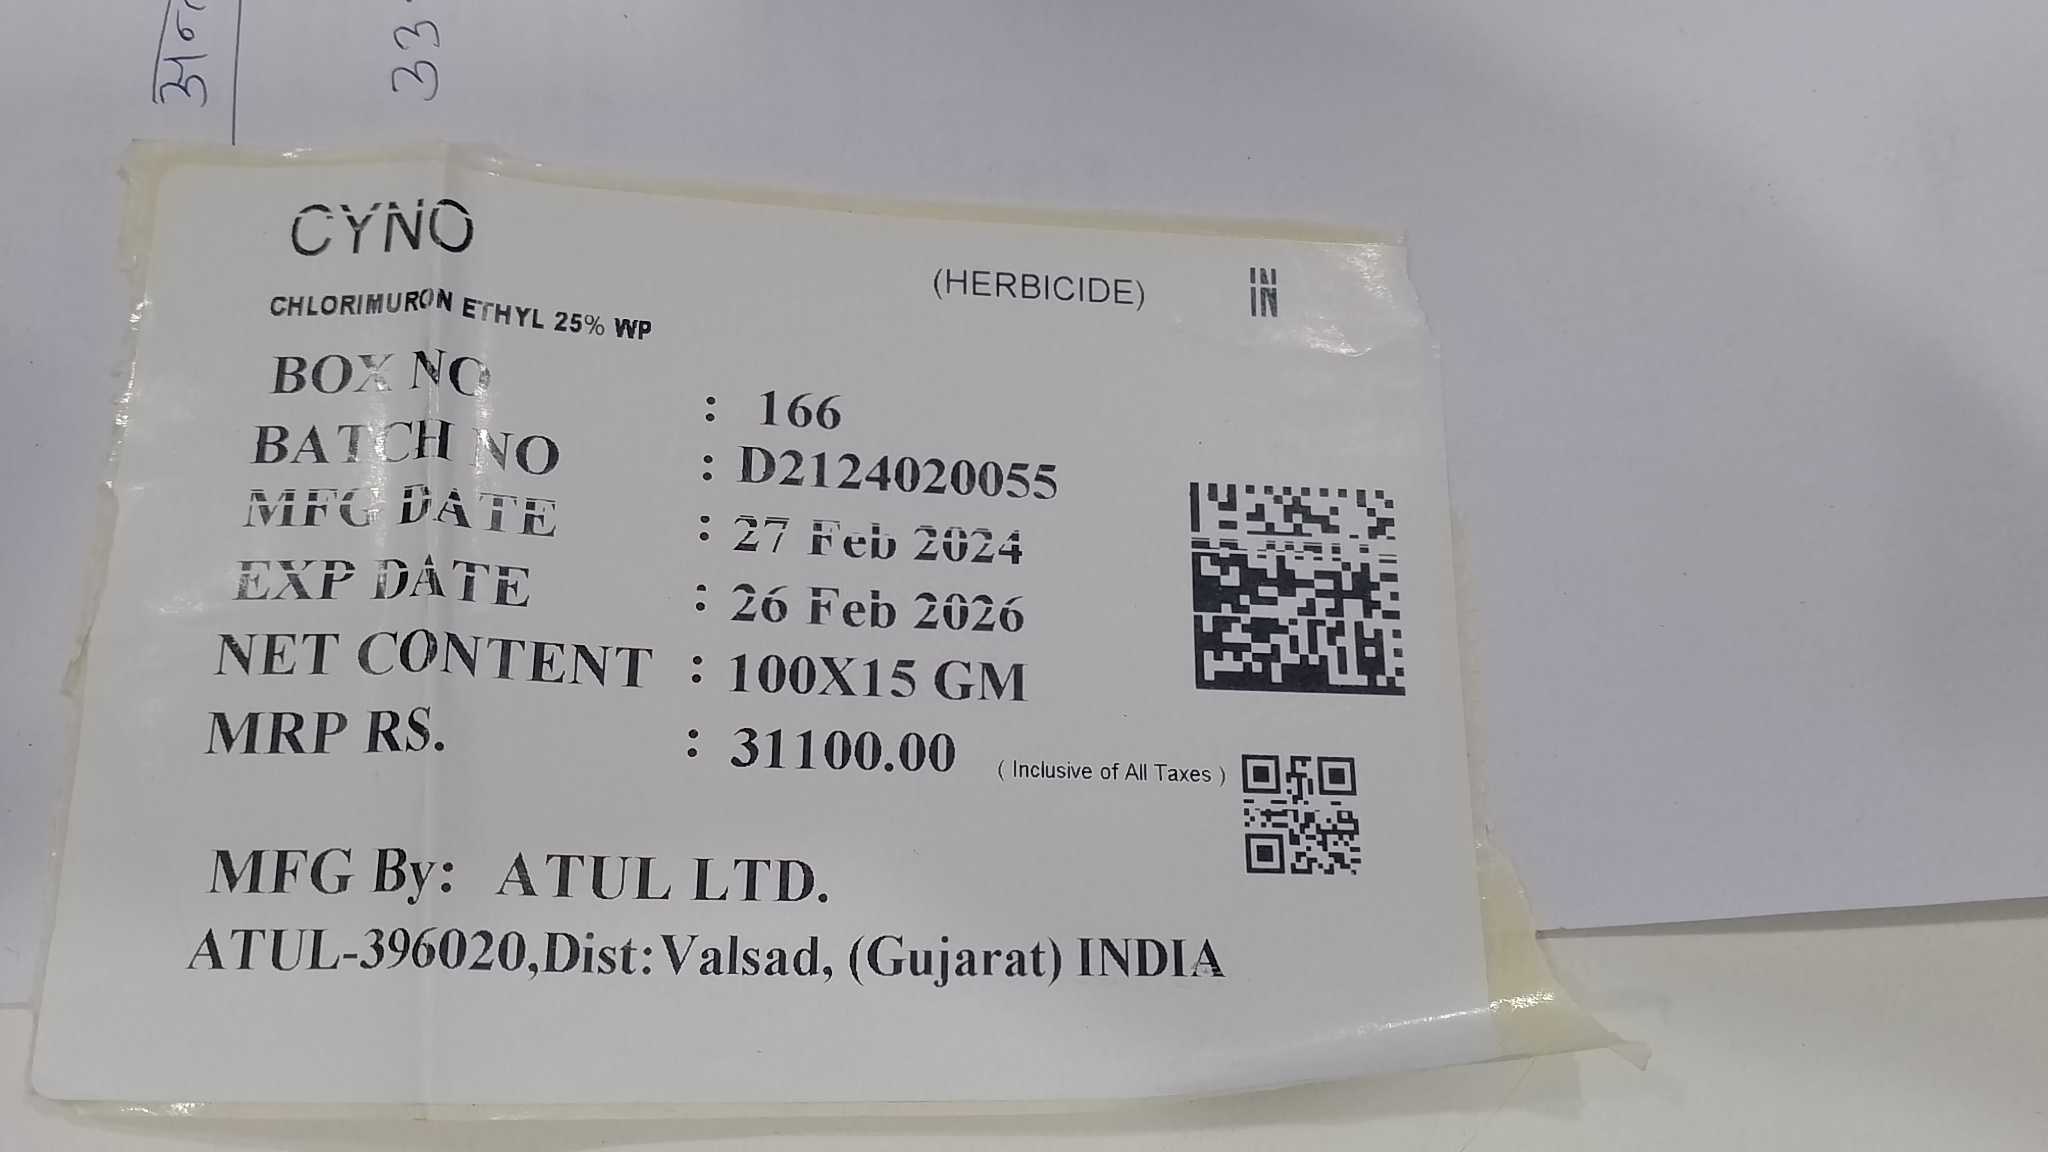 33
CYNO
(HERBICIDE)
CHLORIMURON ETHYL 25% WP
BOX NO : 166
BATCH NO : D2124020055
MFG DATE : 27 Feb 2024
EXP DATE : 26 Feb 2026
NET CONTENT : 100X15 GM
MRP RS. : 31100.00 ( Inclusive of All Taxes )
MFG By: ATUL LTD.
ATUL-396020,Dist:Valsad, (Gujarat) INDIA